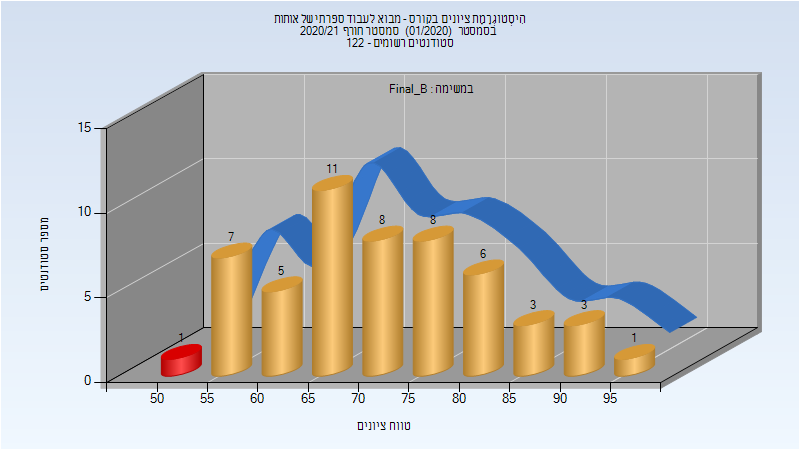 היסטוגרמת ציונים בקורס - מבוא לעבוד ספרתי של אותות
בסמסטר (01/2020) סמסטר חורף 2020/21
סטודנטים רשומים - 122
במשימה : Final_B
מספר סטודנטים
15
10
5
0
1
7
5
11
8
8
6
3
3
1
50 55 60 65 70 75 80 85 90 95
טווח ציונים